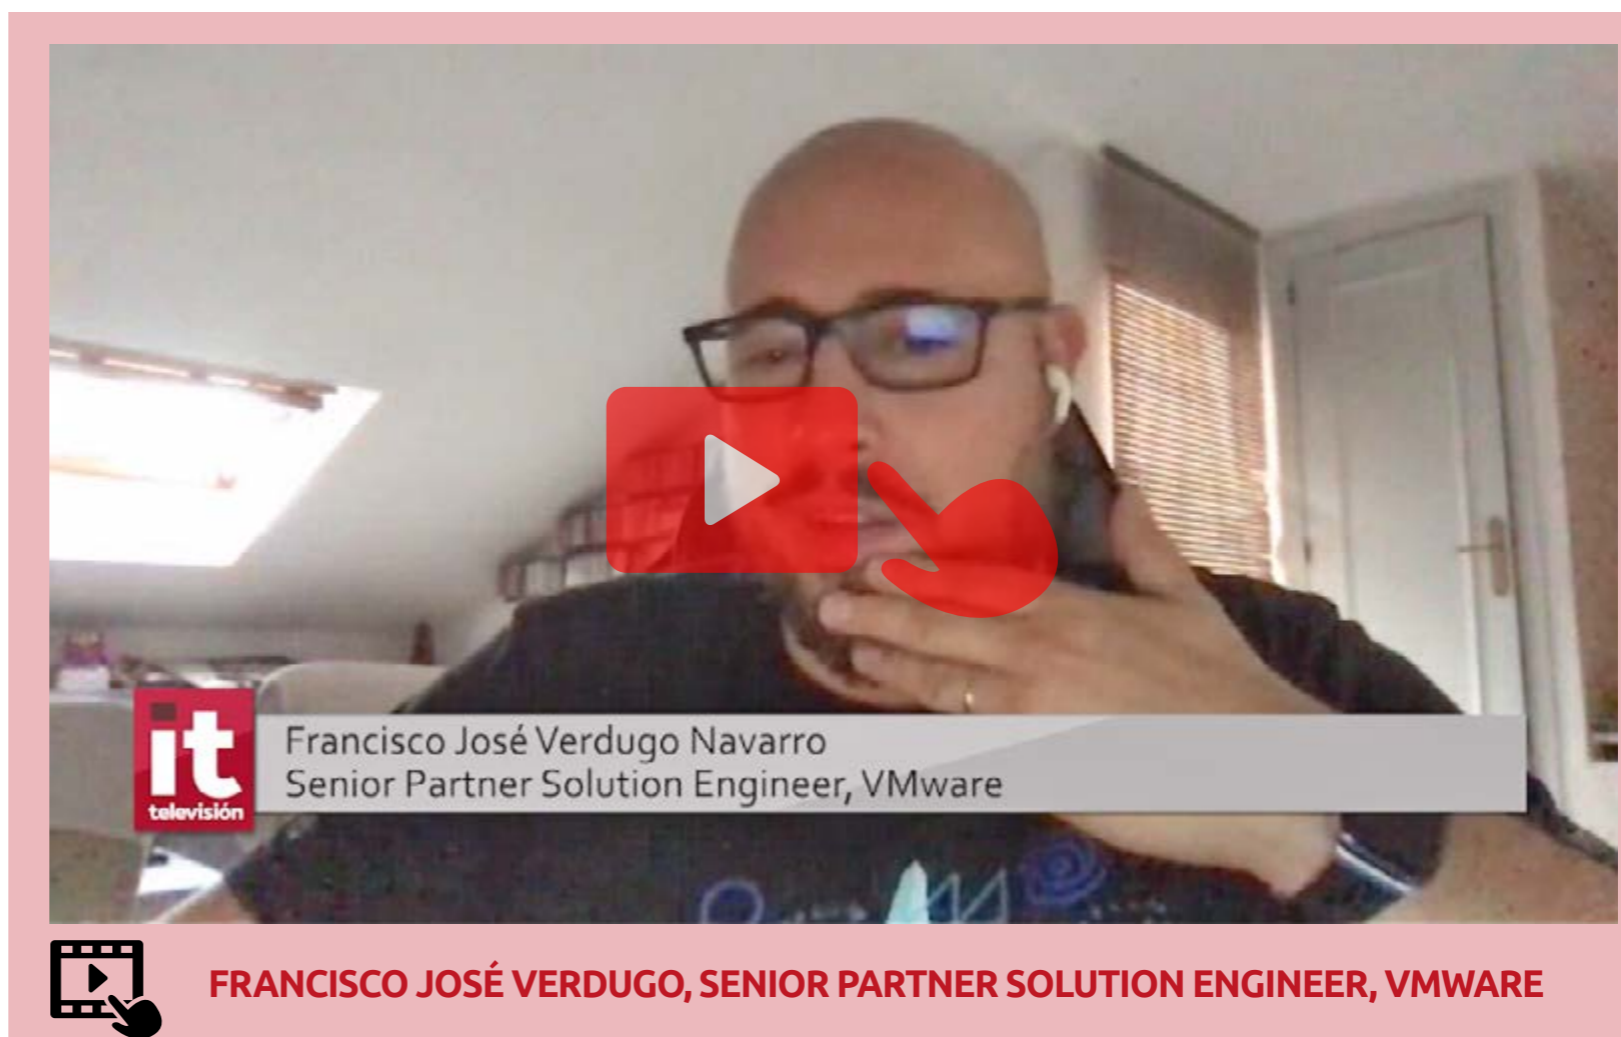 it
televisión
Francisco José Verdugo Navarro
Senior Partner Solution Engineer, VMware
FRANCISCO JOSÉ VERDUGO, SENIOR PARTNER SOLUTION ENGINEER, VMWARE